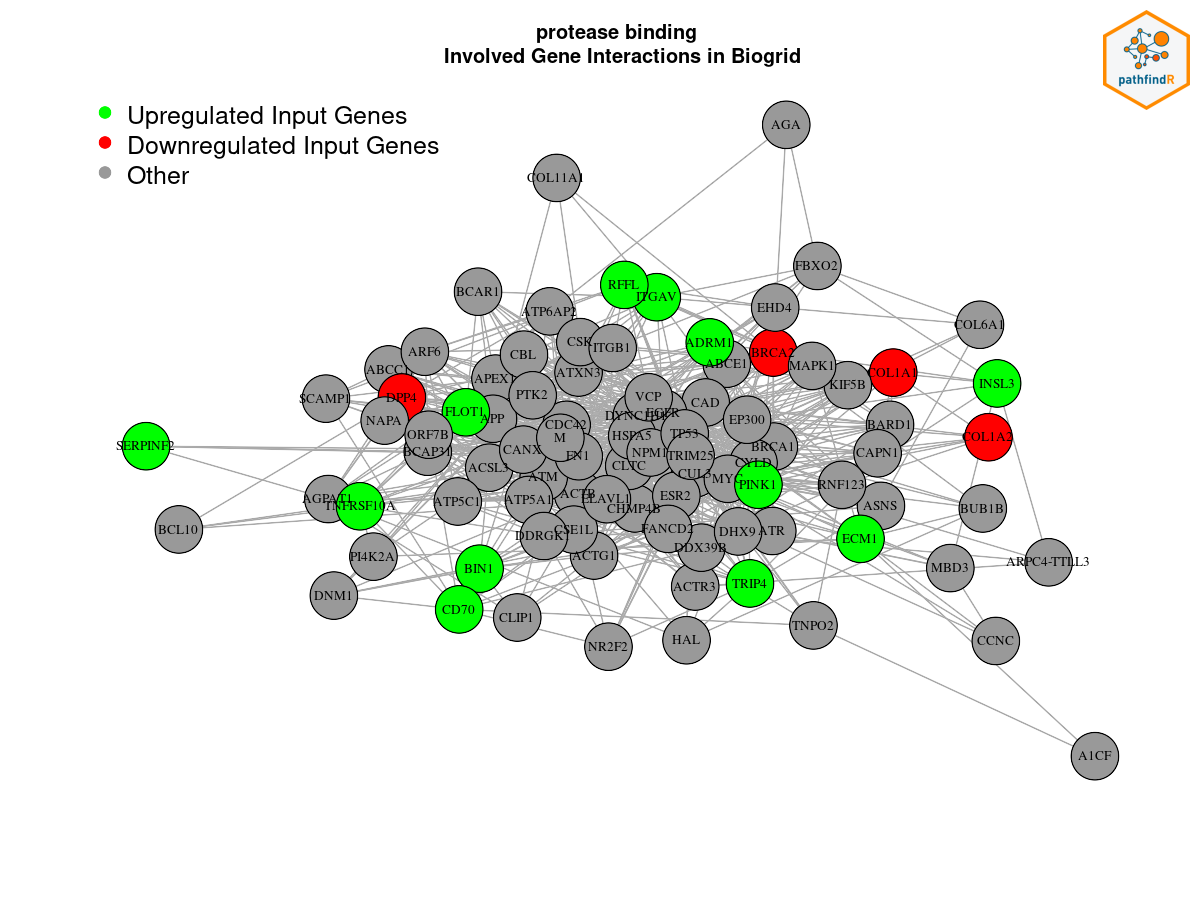 protease binding
Involved Gene Interactions in Biogrid
pathfindR
Upregulated Input Genes
Downregulated Input Genes
Other
AGA
COL11A1
FBXO2
BCAR1
RFFL
ITGAV
ATP6AP2
EHD4
COL6A1
ARF6
CSK
ITGB1
ADRM1
CBL
BRCA2
ABCE1
MAPK1
ABCC1
APEX1
ATXN3
COL1A1
KIF5B
INSL3
SCAMP1
DPP4
PTK2
VCP
CAD
FLOT1
APP
NAPA
CDC42
EGFR
EP300
BARD1
ORF7B
M
HSPA5
TP53
COL1A2
SERPINF2
BCAP31
CANX
FN1
NPM1
TRIM25
BRCA1
CAPN1
ACSL3
CLTC
CYLD
ATM
CUL3
MYC
PINK1
RNF123
AGPAT1
TNFRSF10A
ATP5C1
ATP5A1
ACTB
ELAVL1
ESR2
CHMP4B
ASNS
BUB1B
BCL10
DDRGK1
CSE1L
FANCD2
DHX9
ATR
ECM1
PI4K2A
ACTG1
DDX39B
BIN1
MBD3
ARPC4-TTLL3
DNM1
ACTR3
TRIP4
CD70
CLIP1
TNPO2
NR2F2
HAL
CCNC
A1CF